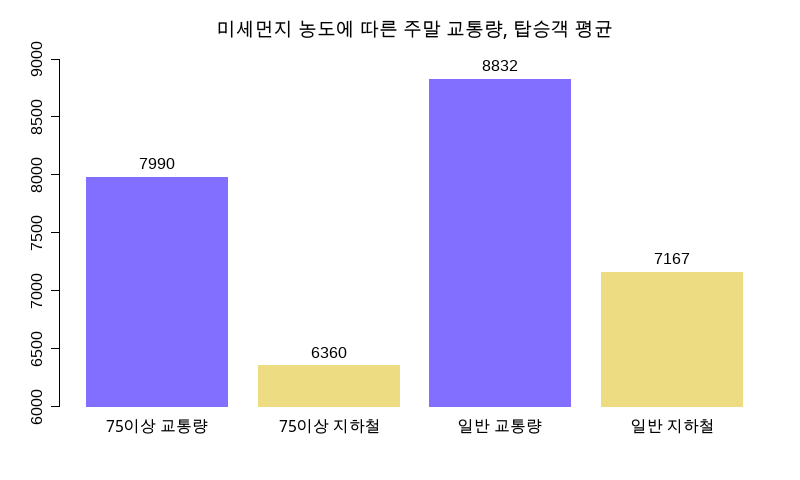 미세먼지 농도에 따른 주말 교통량, 탑승객 평균
9000
8500
8000
7500
7000
6500
6000
7990
6360
8832
7167
75이상 교통량
75이상 지하철
일반 교통량
일반 지하철